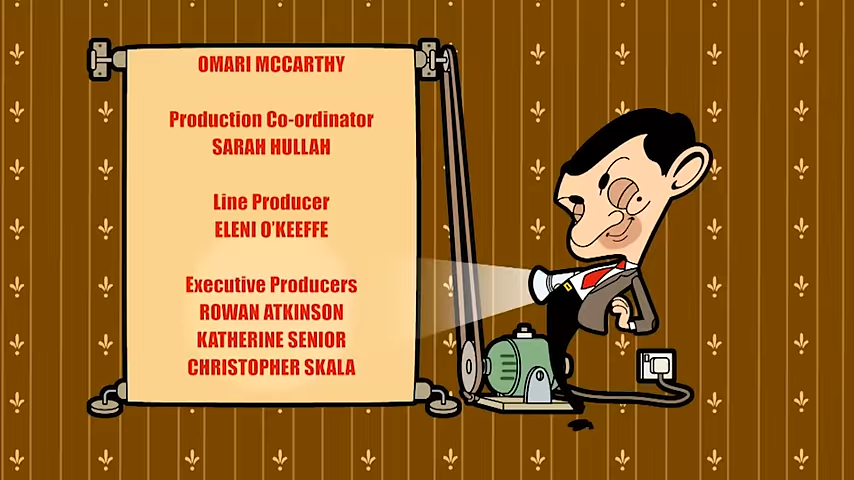 OMARI MCCARTHY
Production Co-ordinator
SARAH HULLAH
Line Producer
ELENI O'KEEFFE
Executive Producers
ROWAN ATKINSON
KATHERINE SENIOR
CHRISTOPHER SKALA